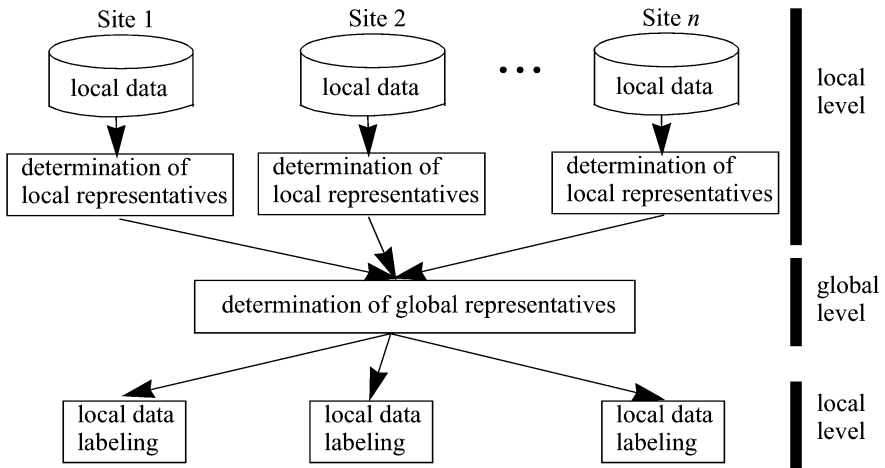 Site 1
Site 2
Site n
local data
local data
• • •
local data
local
level
determination of
local representatives
determination of
local representatives
determination of
local representatives
determination of global representatives
global
level
local data
labeling
local data
labeling
local data
labeling
local
level